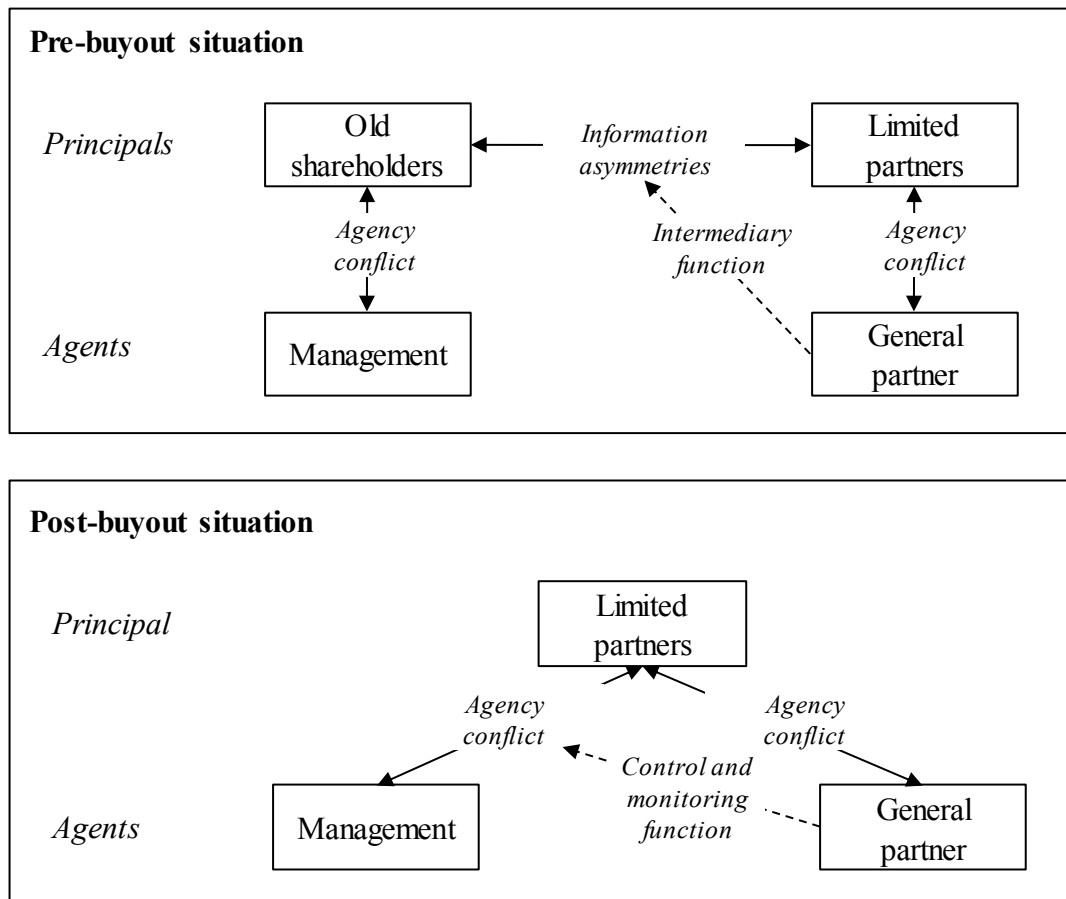 Pre-buyout situation
Principals
Old
shareholders
Information
asymmetries
Limited
partners
Agency
conflict
Intermediary
function
Agency
conflict
Agents
Management
General
partner
Post-buyout situation
Principal
Limited
partners
Agency
conflict
Agency
conflict
Control and
monitoring
function
Agents
Management
General
partner